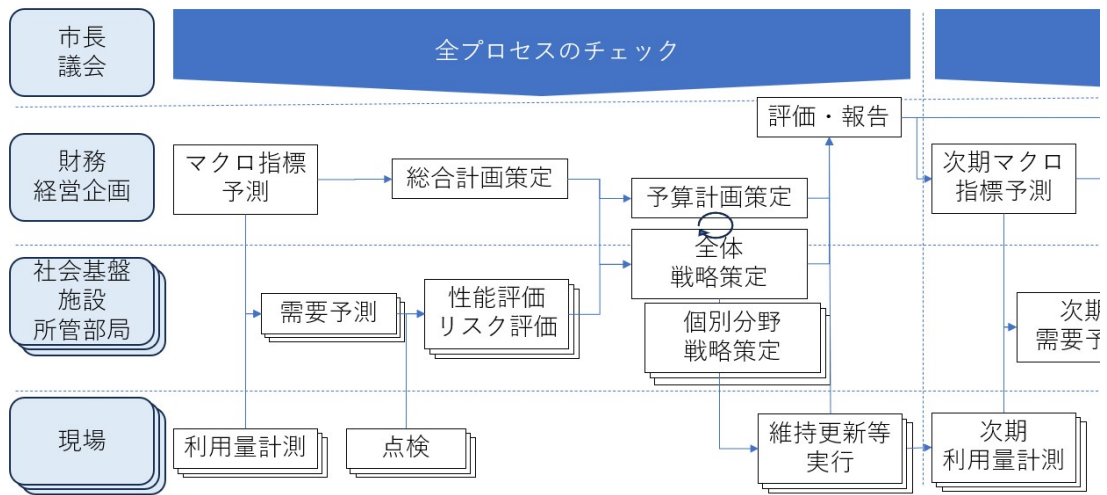 市長
議会
全プロセスのチェック
評価・報告
財務
経営企画
マクロ指標
予測
総合計画策定
予算計画策定
次期マクロ
指標予測
社会基盤
施設
所管部局
需要予測
性能評価
リスク評価
全体
戦略策定
個別分野
戦略策定
次期
需要予
現場
利用量計測
点検
維持更新等
実行
次期
利用量計測